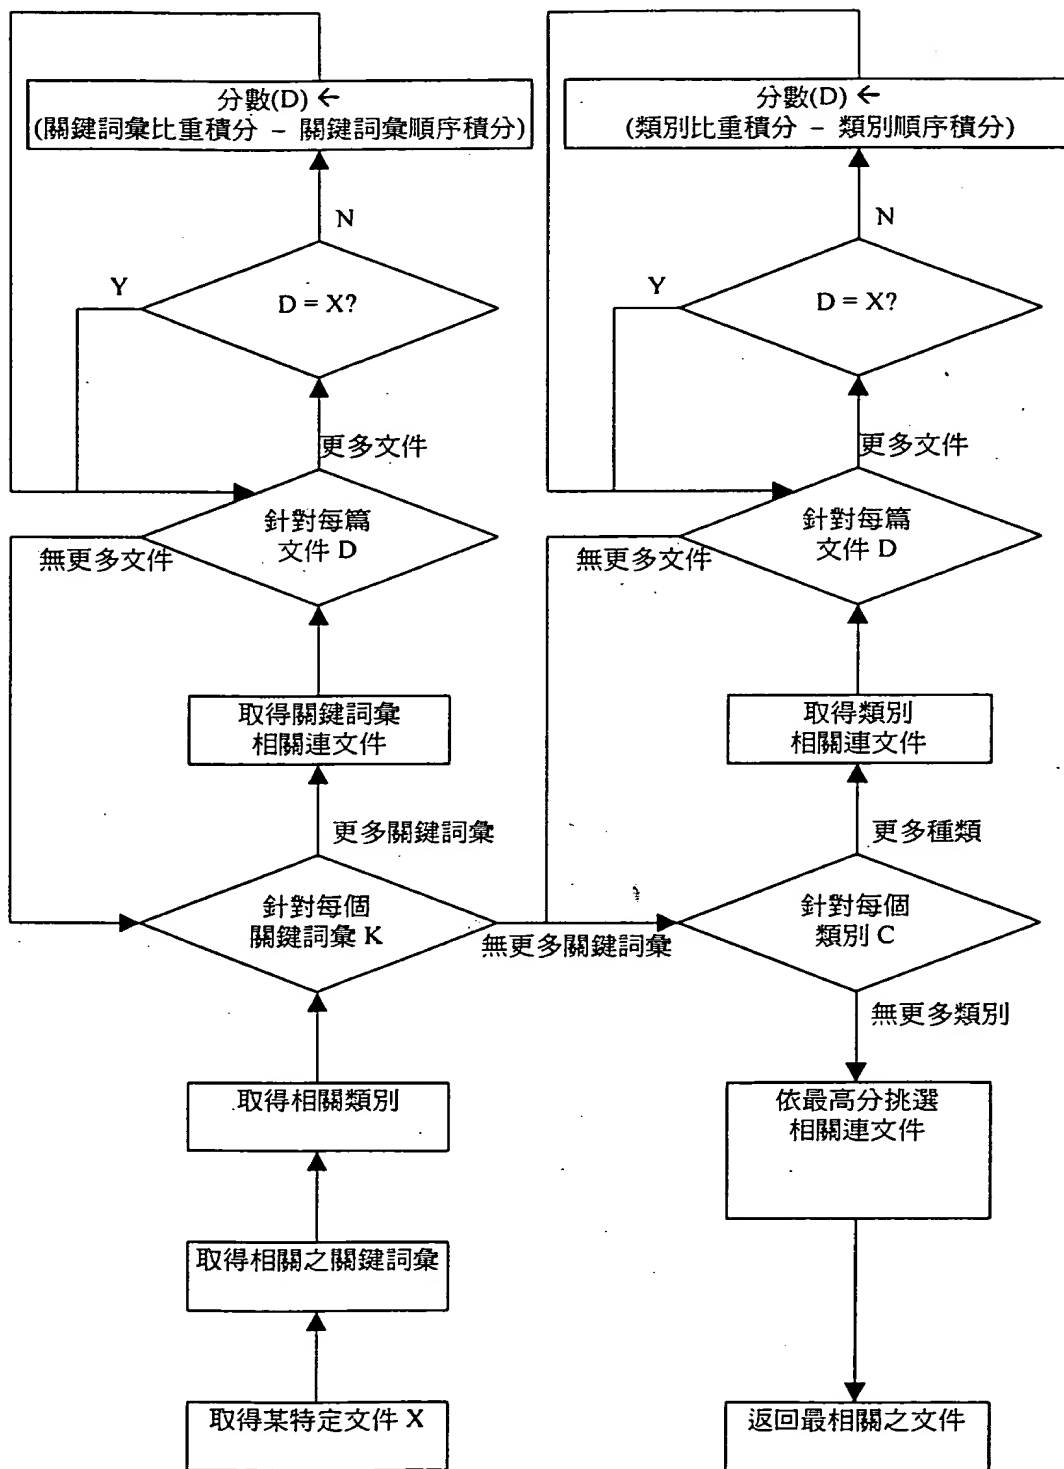 分數(D) ←
(關鍵詞彙比重積分 – 關鍵詞彙順序積分)
N
Y
D = X?
更多文件
針對每篇
文件 D
無更多文件
取得關鍵詞彙
相關連文件
更多關鍵詞彙
針對每個
關鍵詞彙 K
無更多關鍵詞彙
取得相關類別
取得相關之關鍵詞彙
取得某特定文件 X
分數(D) ←
(類別比重積分 – 類別順序積分)
N
Y
D = X?
更多文件
針對每篇
文件 D
無更多文件
取得類別
相關連文件
更多種類
針對每個
類別 C
無更多類別
依最高分挑選
相關連文件
返回最相關之文件